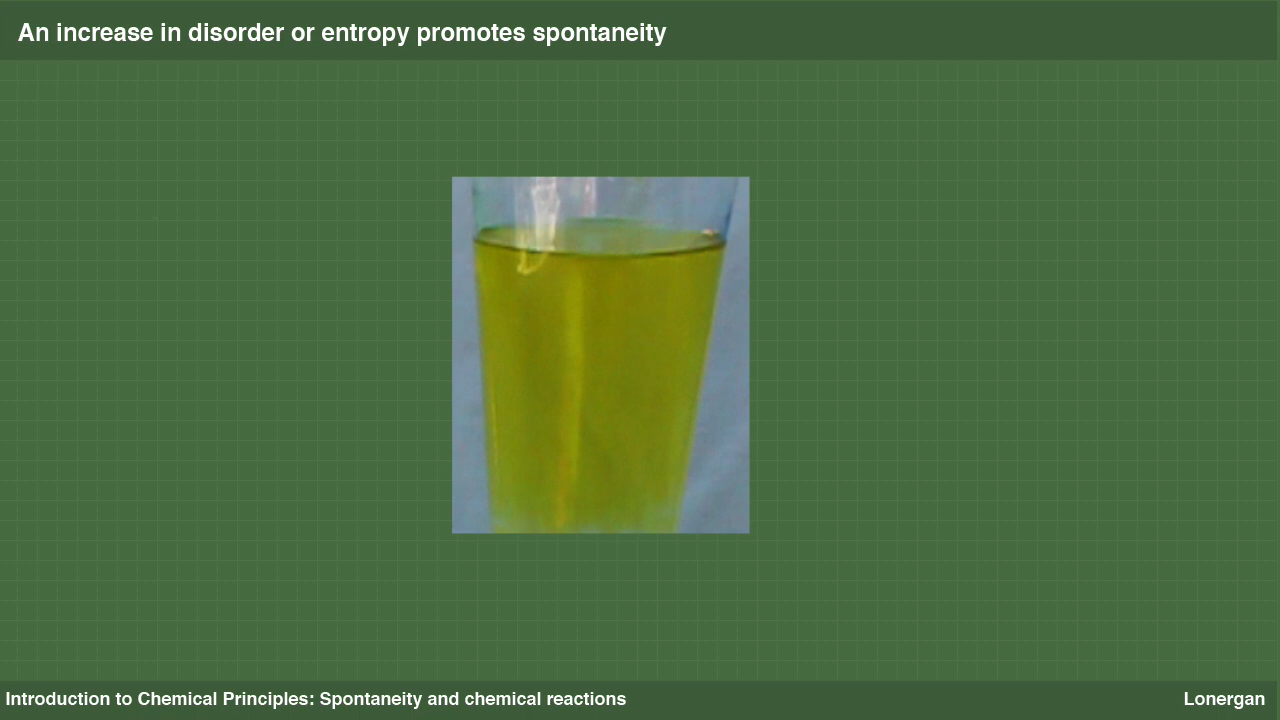 An increase in disorder or entropy promotes spontaneity
Introduction to Chemical Principles: Spontaneity and chemical reactions
Lonergan